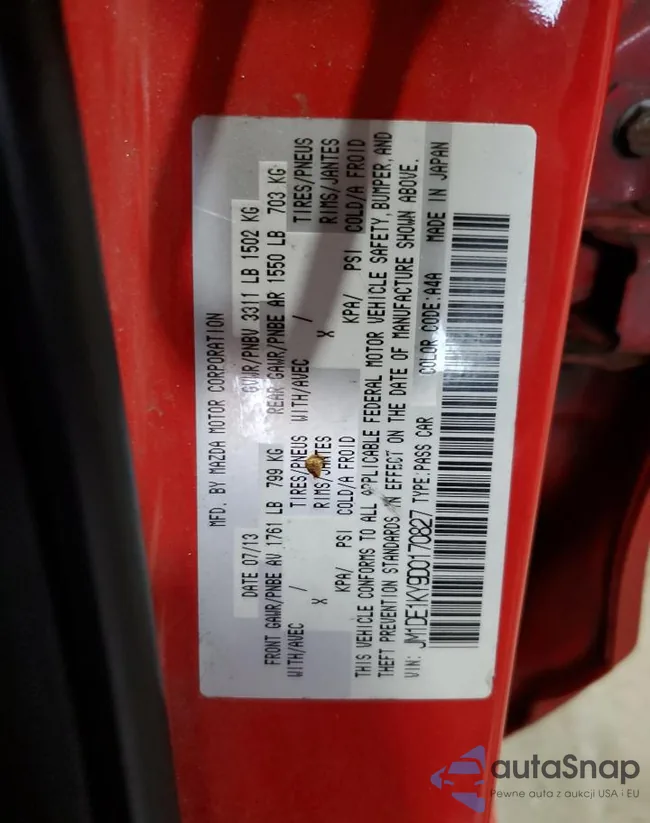 MFD. BY MAZDA MOTOR CORPORATION
DATE 07/13 GVWR/PNBV 3311 LB 1502 KG
FRONT GAWR/PNBE AV 1761 LB 799 KG REAR GAWR/PNBE AR 1550 LB 703 KG
WITH/AVEC / TIRES/PNEUS WITH/AVEC / TIRES/PNEUS
X RIMS/JANTES X RIMS/JANTES
KPA/ PSI COLD/A FROID KPA/ PSI COLD/A FROID
THIS VEHICLE CONFORMS TO ALL APPLICABLE FEDERAL MOTOR VEHICLE SAFETY, BUMPER, AND
THEFT PREVENTION STANDARDS IN EFFECT ON THE DATE OF MANUFACTURE SHOWN ABOVE.
VIN: JM1DE1KY9D0170827 TYPE:PASS CAR COLOR CODE:A4A MADE IN JAPAN
autaSnap
Pewne auta z aukcji USA i EU